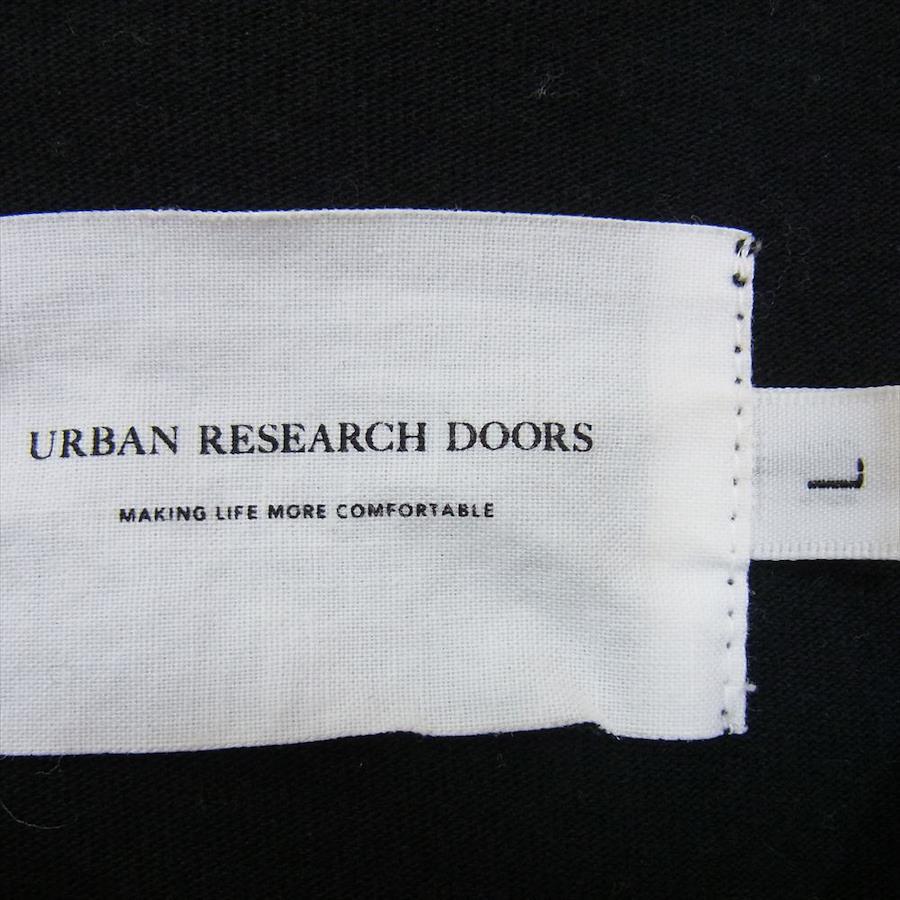 URBAN RESEARCH DOORS
MAKING LIFE MORE COMFORTABLE
L